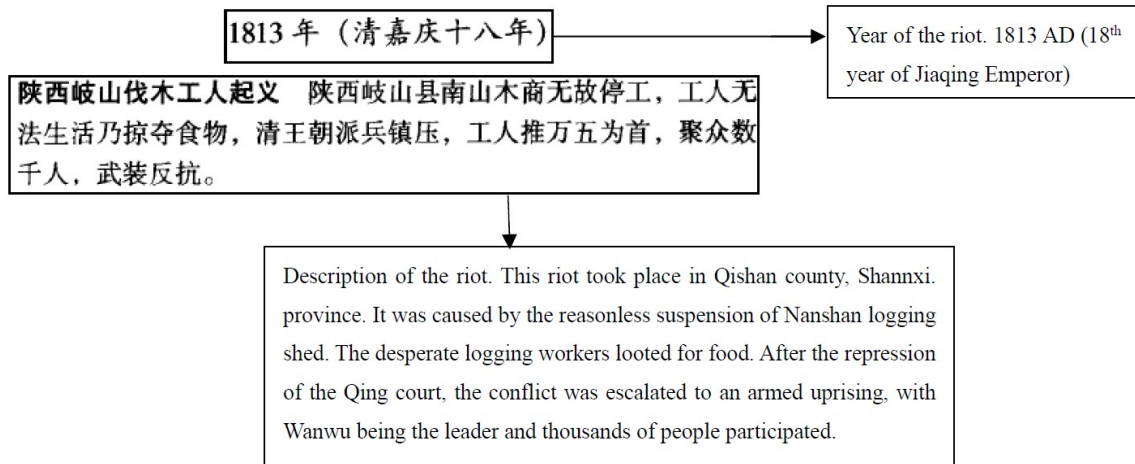 1813 年（清嘉庆十八年）
Year of the riot. 1813 AD (18th
year of Jiaqing Emperor)
陕西岐山伐木工人起义 陕西岐山县南山木商无故停工，工人无
法生活乃掠夺食物，清王朝派兵镇压，工人推万五为首，聚众数
千人，武装反抗。
Description of the riot. This riot took place in Qishan county, Shannxi.
province. It was caused by the reasonless suspension of Nanshan logging
shed. The desperate logging workers looted for food. After the repression
of the Qing court, the conflict was escalated to an armed uprising, with
Wanwu being the leader and thousands of people participated.